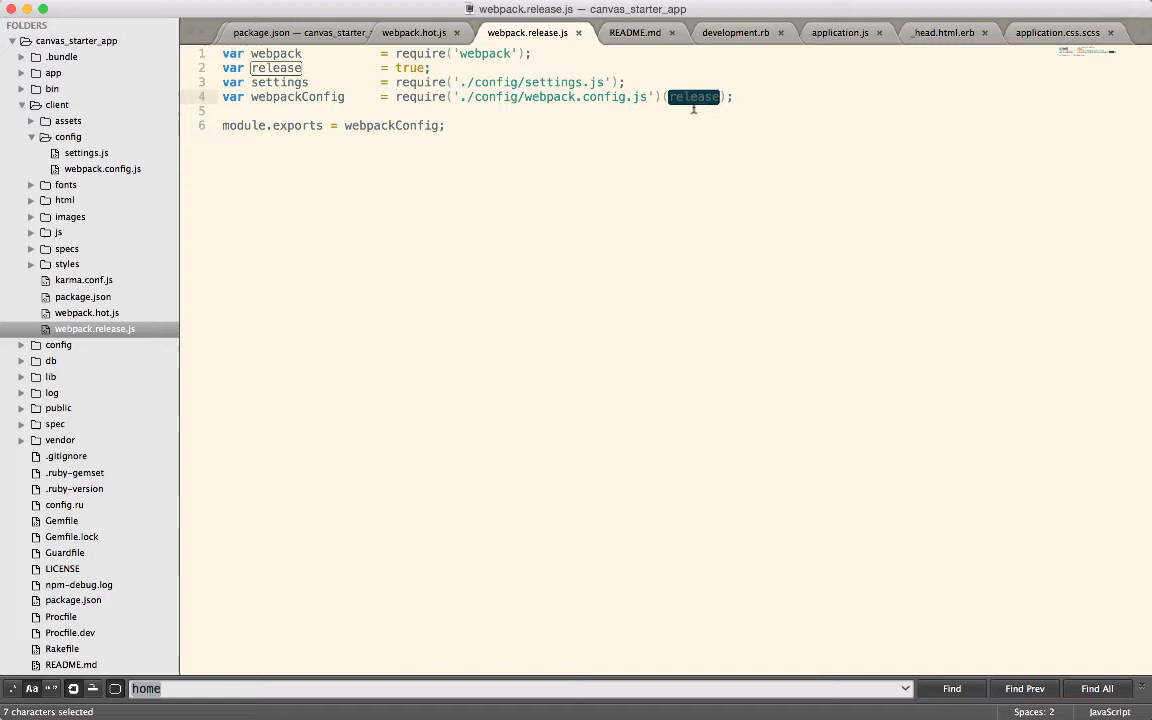 webpack.release.js — canvas_starter_app
FOLDERS
canvas_starter_app
.bundle
app
bin
client
assets
config
settings.js
webpack.config.js
fonts
html
images
js
specs
styles
karma.conf.js
package.json
webpack.hot.js
webpack.release.js
config
db
lib
log
public
spec
vendor
.gitignore
.ruby-gemset
.ruby-version
config.ru
Gemfile
Gemfile.lock
Guardfile
LICENSE
npm-debug.log
package.json
Procfile
Procfile.dev
Rakefile
README.md
package.json — canvas_starter_ webpack.hot.js webpack.release.js README.md development.rb application.js _head.html.erb application.css.scss
1 var webpack = require('webpack');
2 var release = true;
3 var settings = require('./config/settings.js');
4 var webpackConfig = require('./config/webpack.config.js')(release);
5
6 module.exports = webpackConfig;
.* Aa “” home Find Find Prev Find All
7 characters selected Spaces: 2 JavaScript